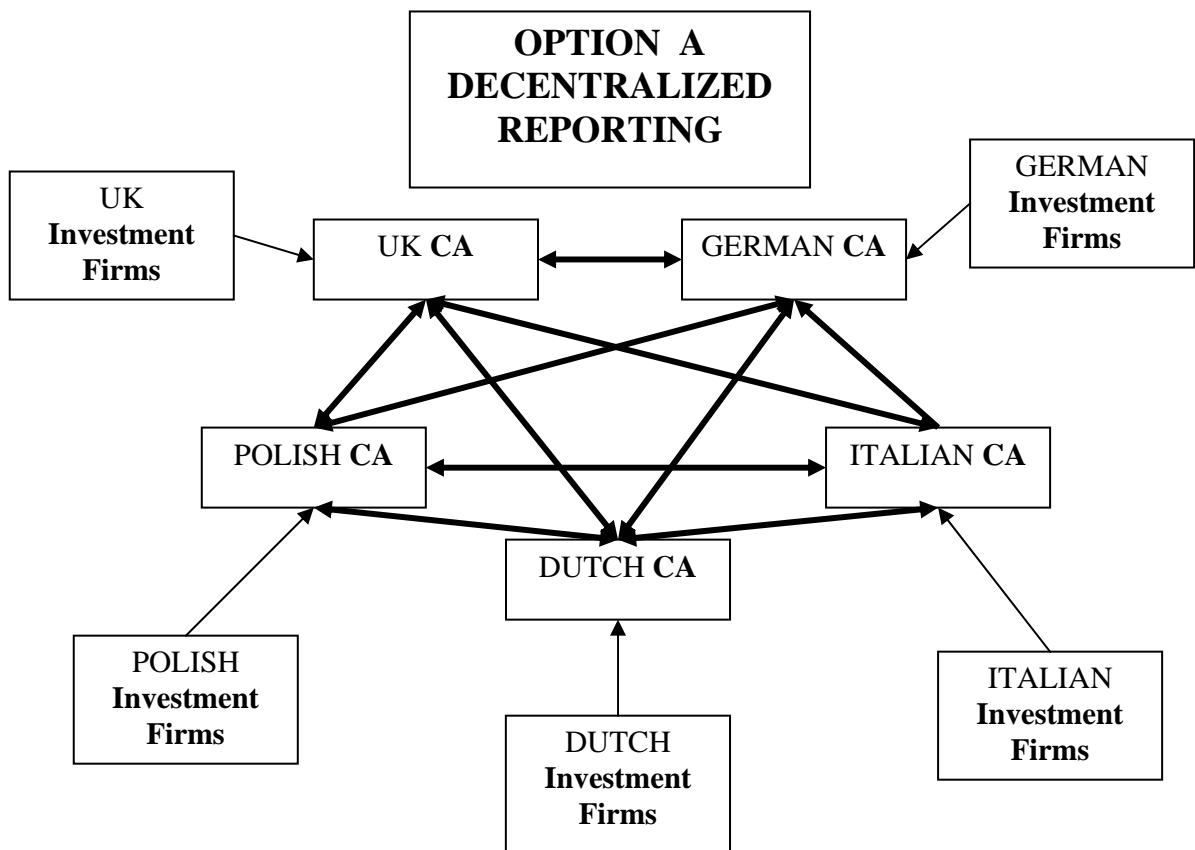 OPTION A
DECENTRALIZED
REPORTING
UK
Investment
Firms
GERMAN
Investment
Firms
UK CA
GERMAN CA
POLISH CA
ITALIAN CA
DUTCH CA
POLISH
Investment
Firms
DUTCH
Investment
Firms
ITALIAN
Investment
Firms